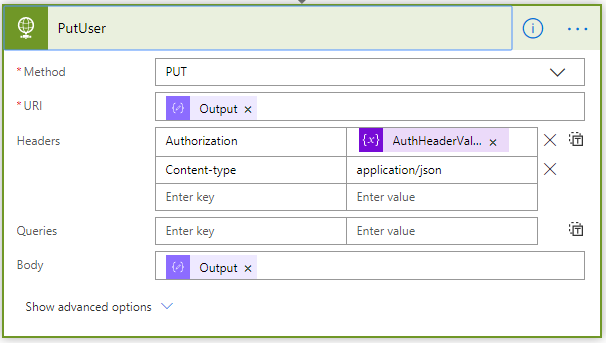 PutUser
* Method PUT
* URI Output ×
Headers Authorization {x} AuthHeaderVal... ×
Content-type application/json
Enter key Enter value
Queries Enter key Enter value
Body Output ×
Show advanced options